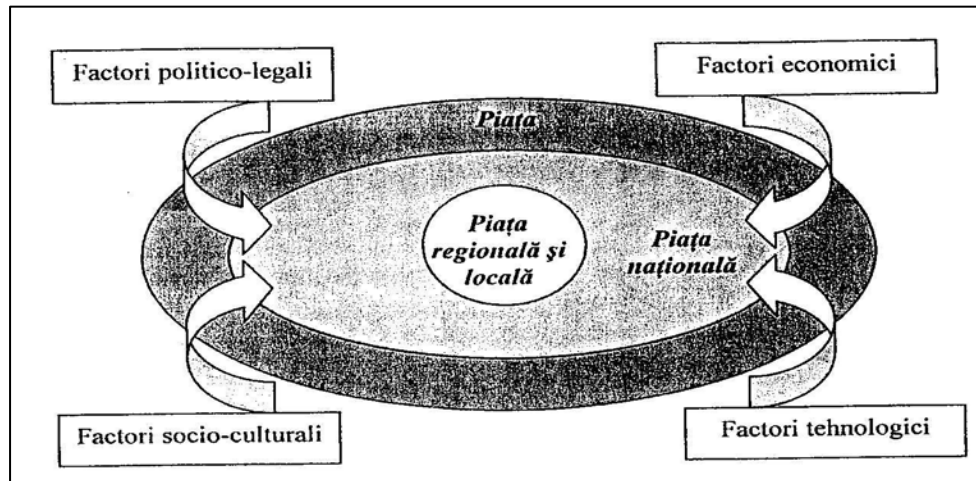 Factori politico-legali
Factori economici
Piața
Piața
regională și
locală
Piața
națională
Factori socio-culturali
Factori tehnologici